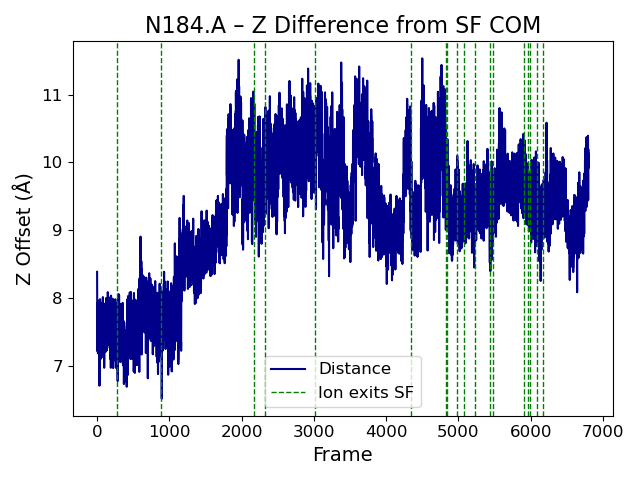 N184.A – Z Difference from SF COM
Z Offset (Å)
11
10
9
8
7
Distance
Ion exits SF
0 1000 2000 3000 4000 5000 6000 7000
Frame